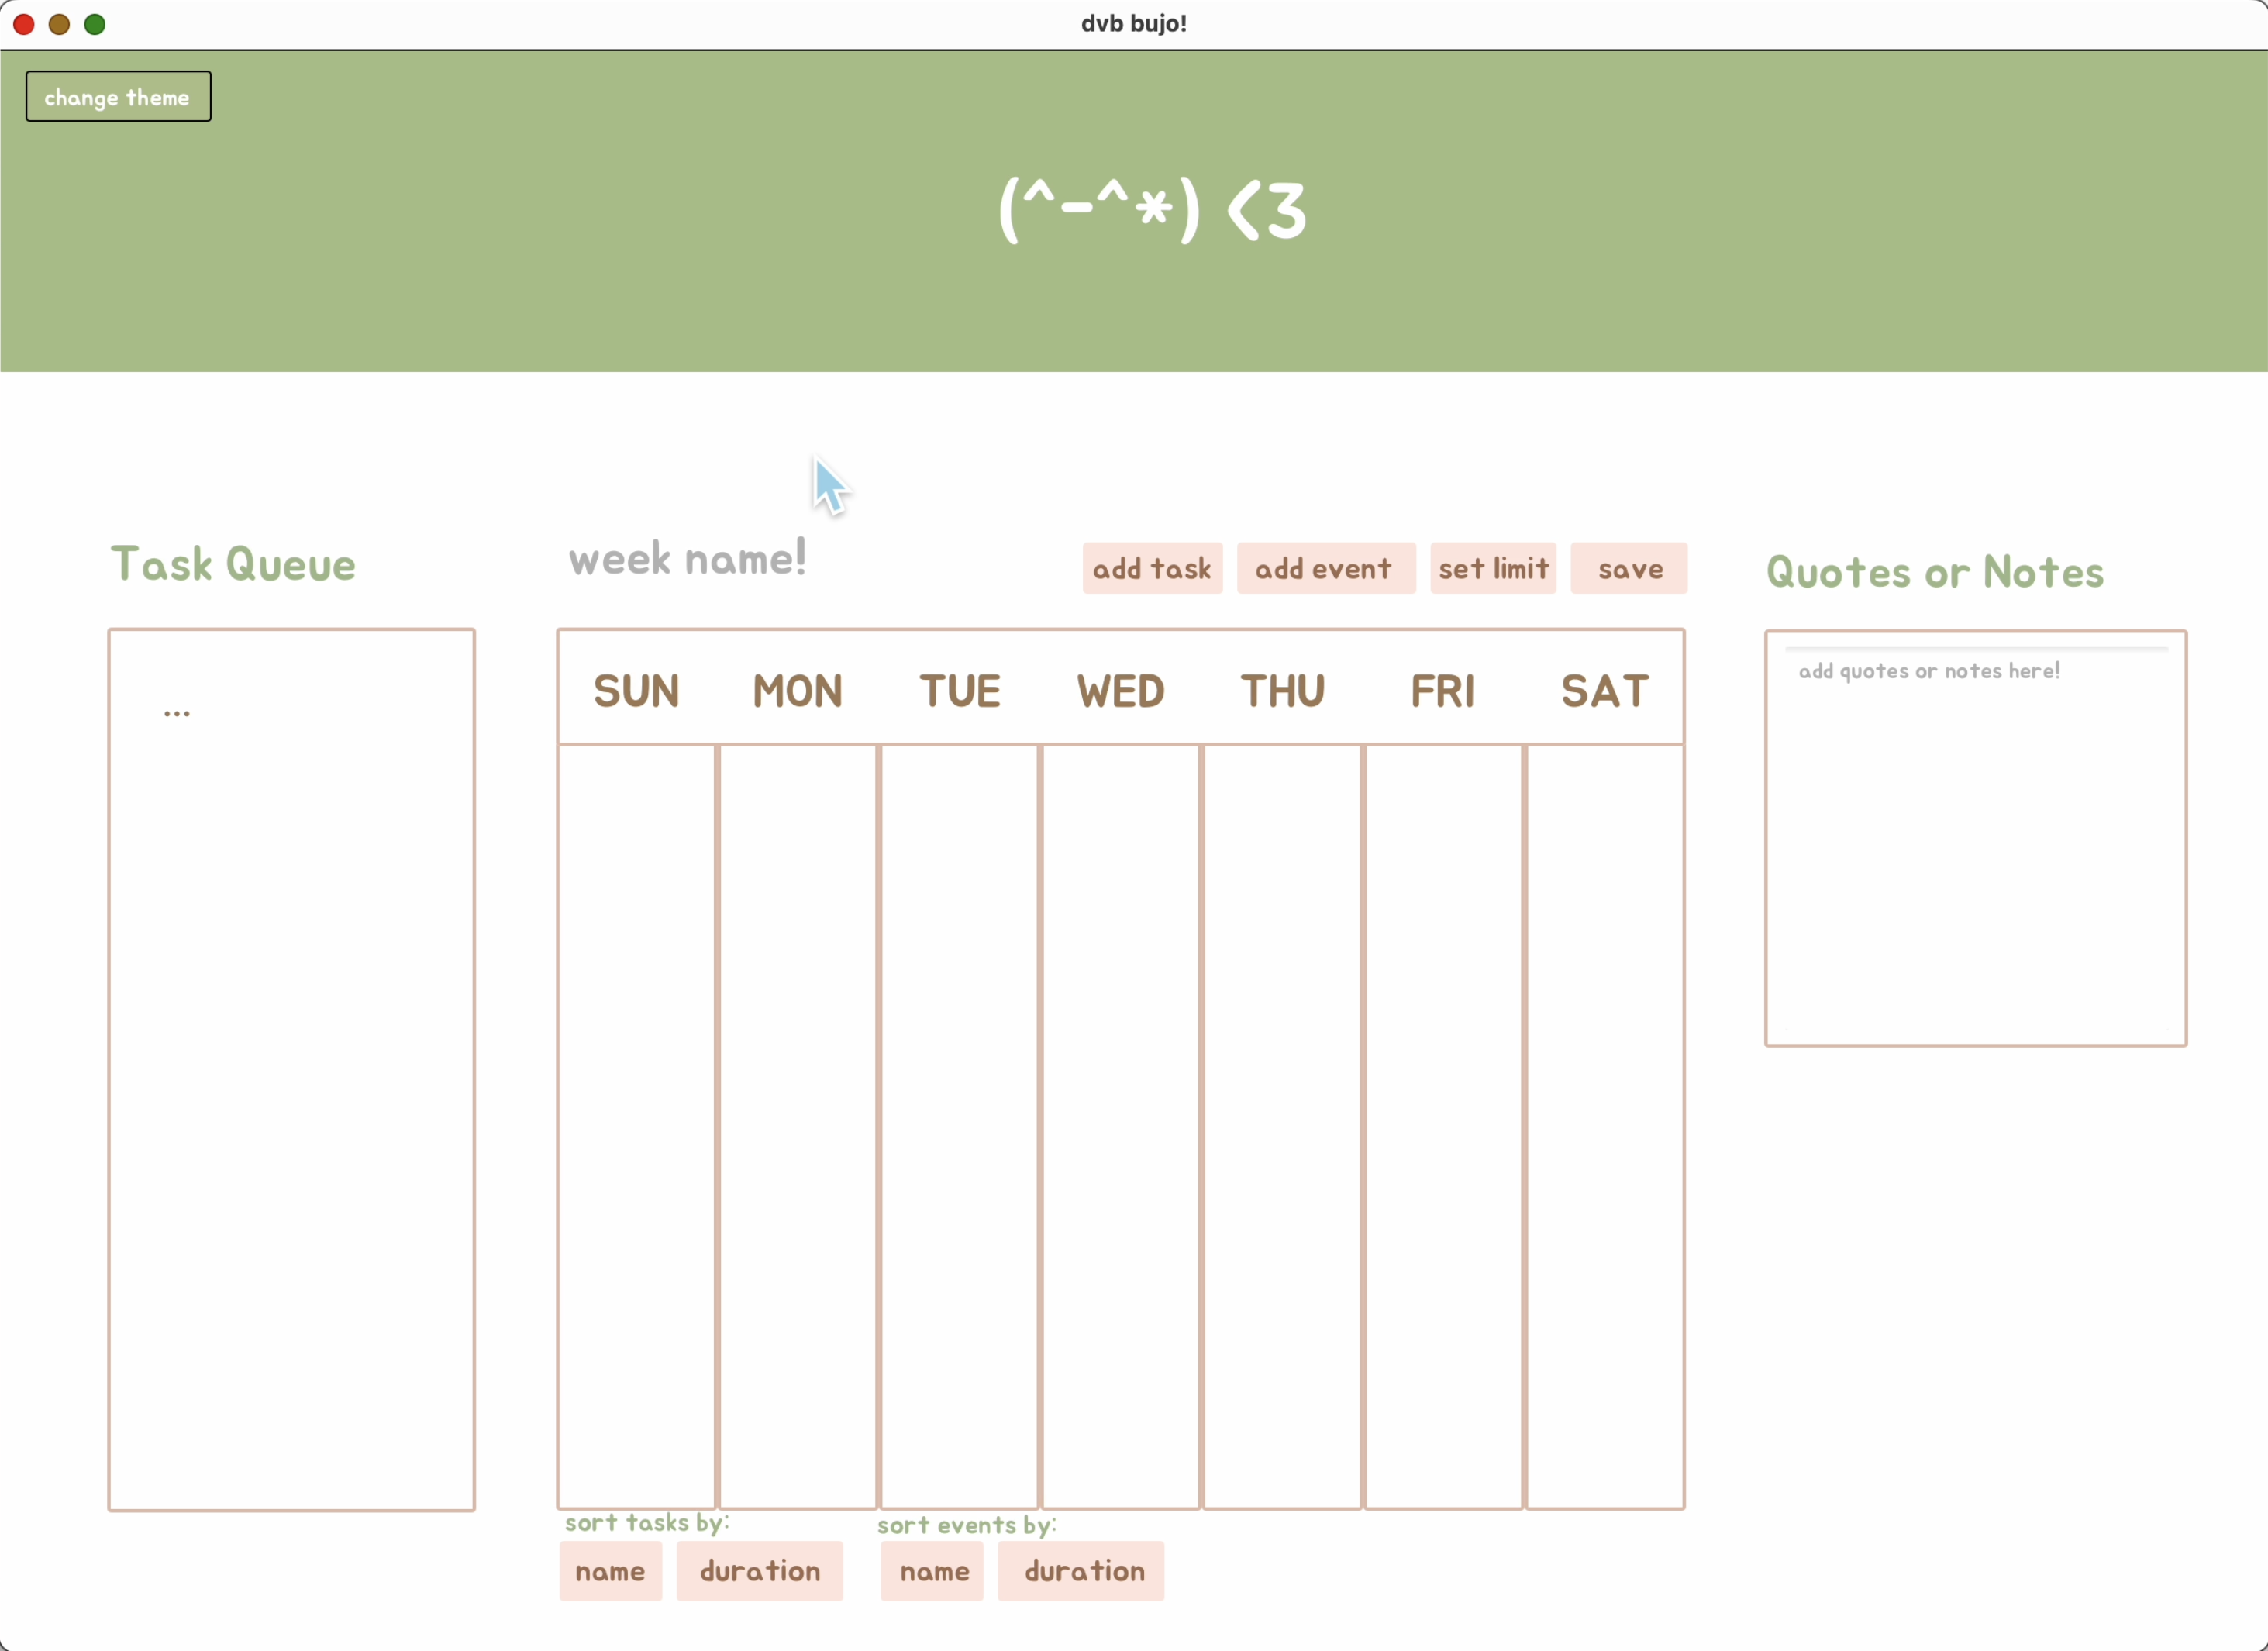 dvb bujo!
change theme
(^-^*) <3
Task Queue
week name!
add task
add event
set limit
save
Quotes or Notes
...
SUN MON TUE WED THU FRI SAT
add quotes or notes here!
sort tasks by:
sort events by:
name
duration
name
duration